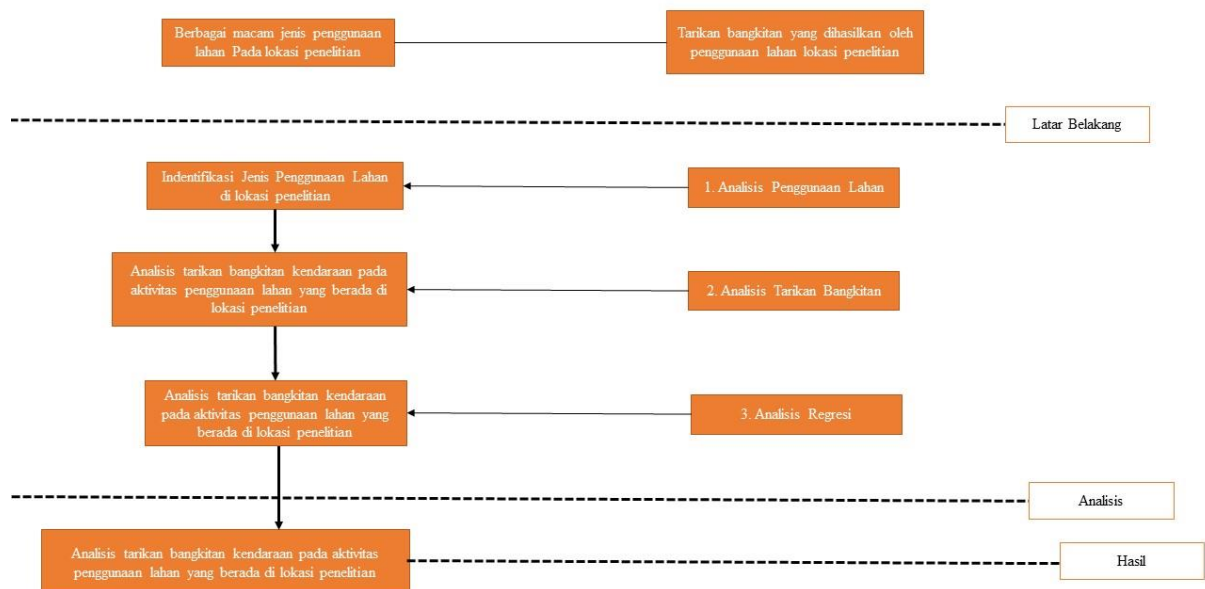 Berbagai macam jenis penggunaan
lahan Pada lokasi penelitian
Tarikan bangkitan yang dihasilkan oleh
penggunaan lahan lokasi penelitian
Latar Belakang
Indentifikasi Jenis Penggunaan Lahan
di lokasi penelitian
1. Analisis Penggunaan Lahan
Analisis tarikan bangkitan kendaraan pada
aktivitas penggunaan lahan yang berada di
lokasi penelitian
2. Analisis Tarikan Bangkitan
Analisis tarikan bangkitan kendaraan
pada aktivitas penggunaan lahan yang
berada di lokasi penelitian
3. Analisis Regresi
Analisis
Analisis tarikan bangkitan kendaraan pada aktivitas
penggunaan lahan yang berada di lokasi penelitian
Hasil